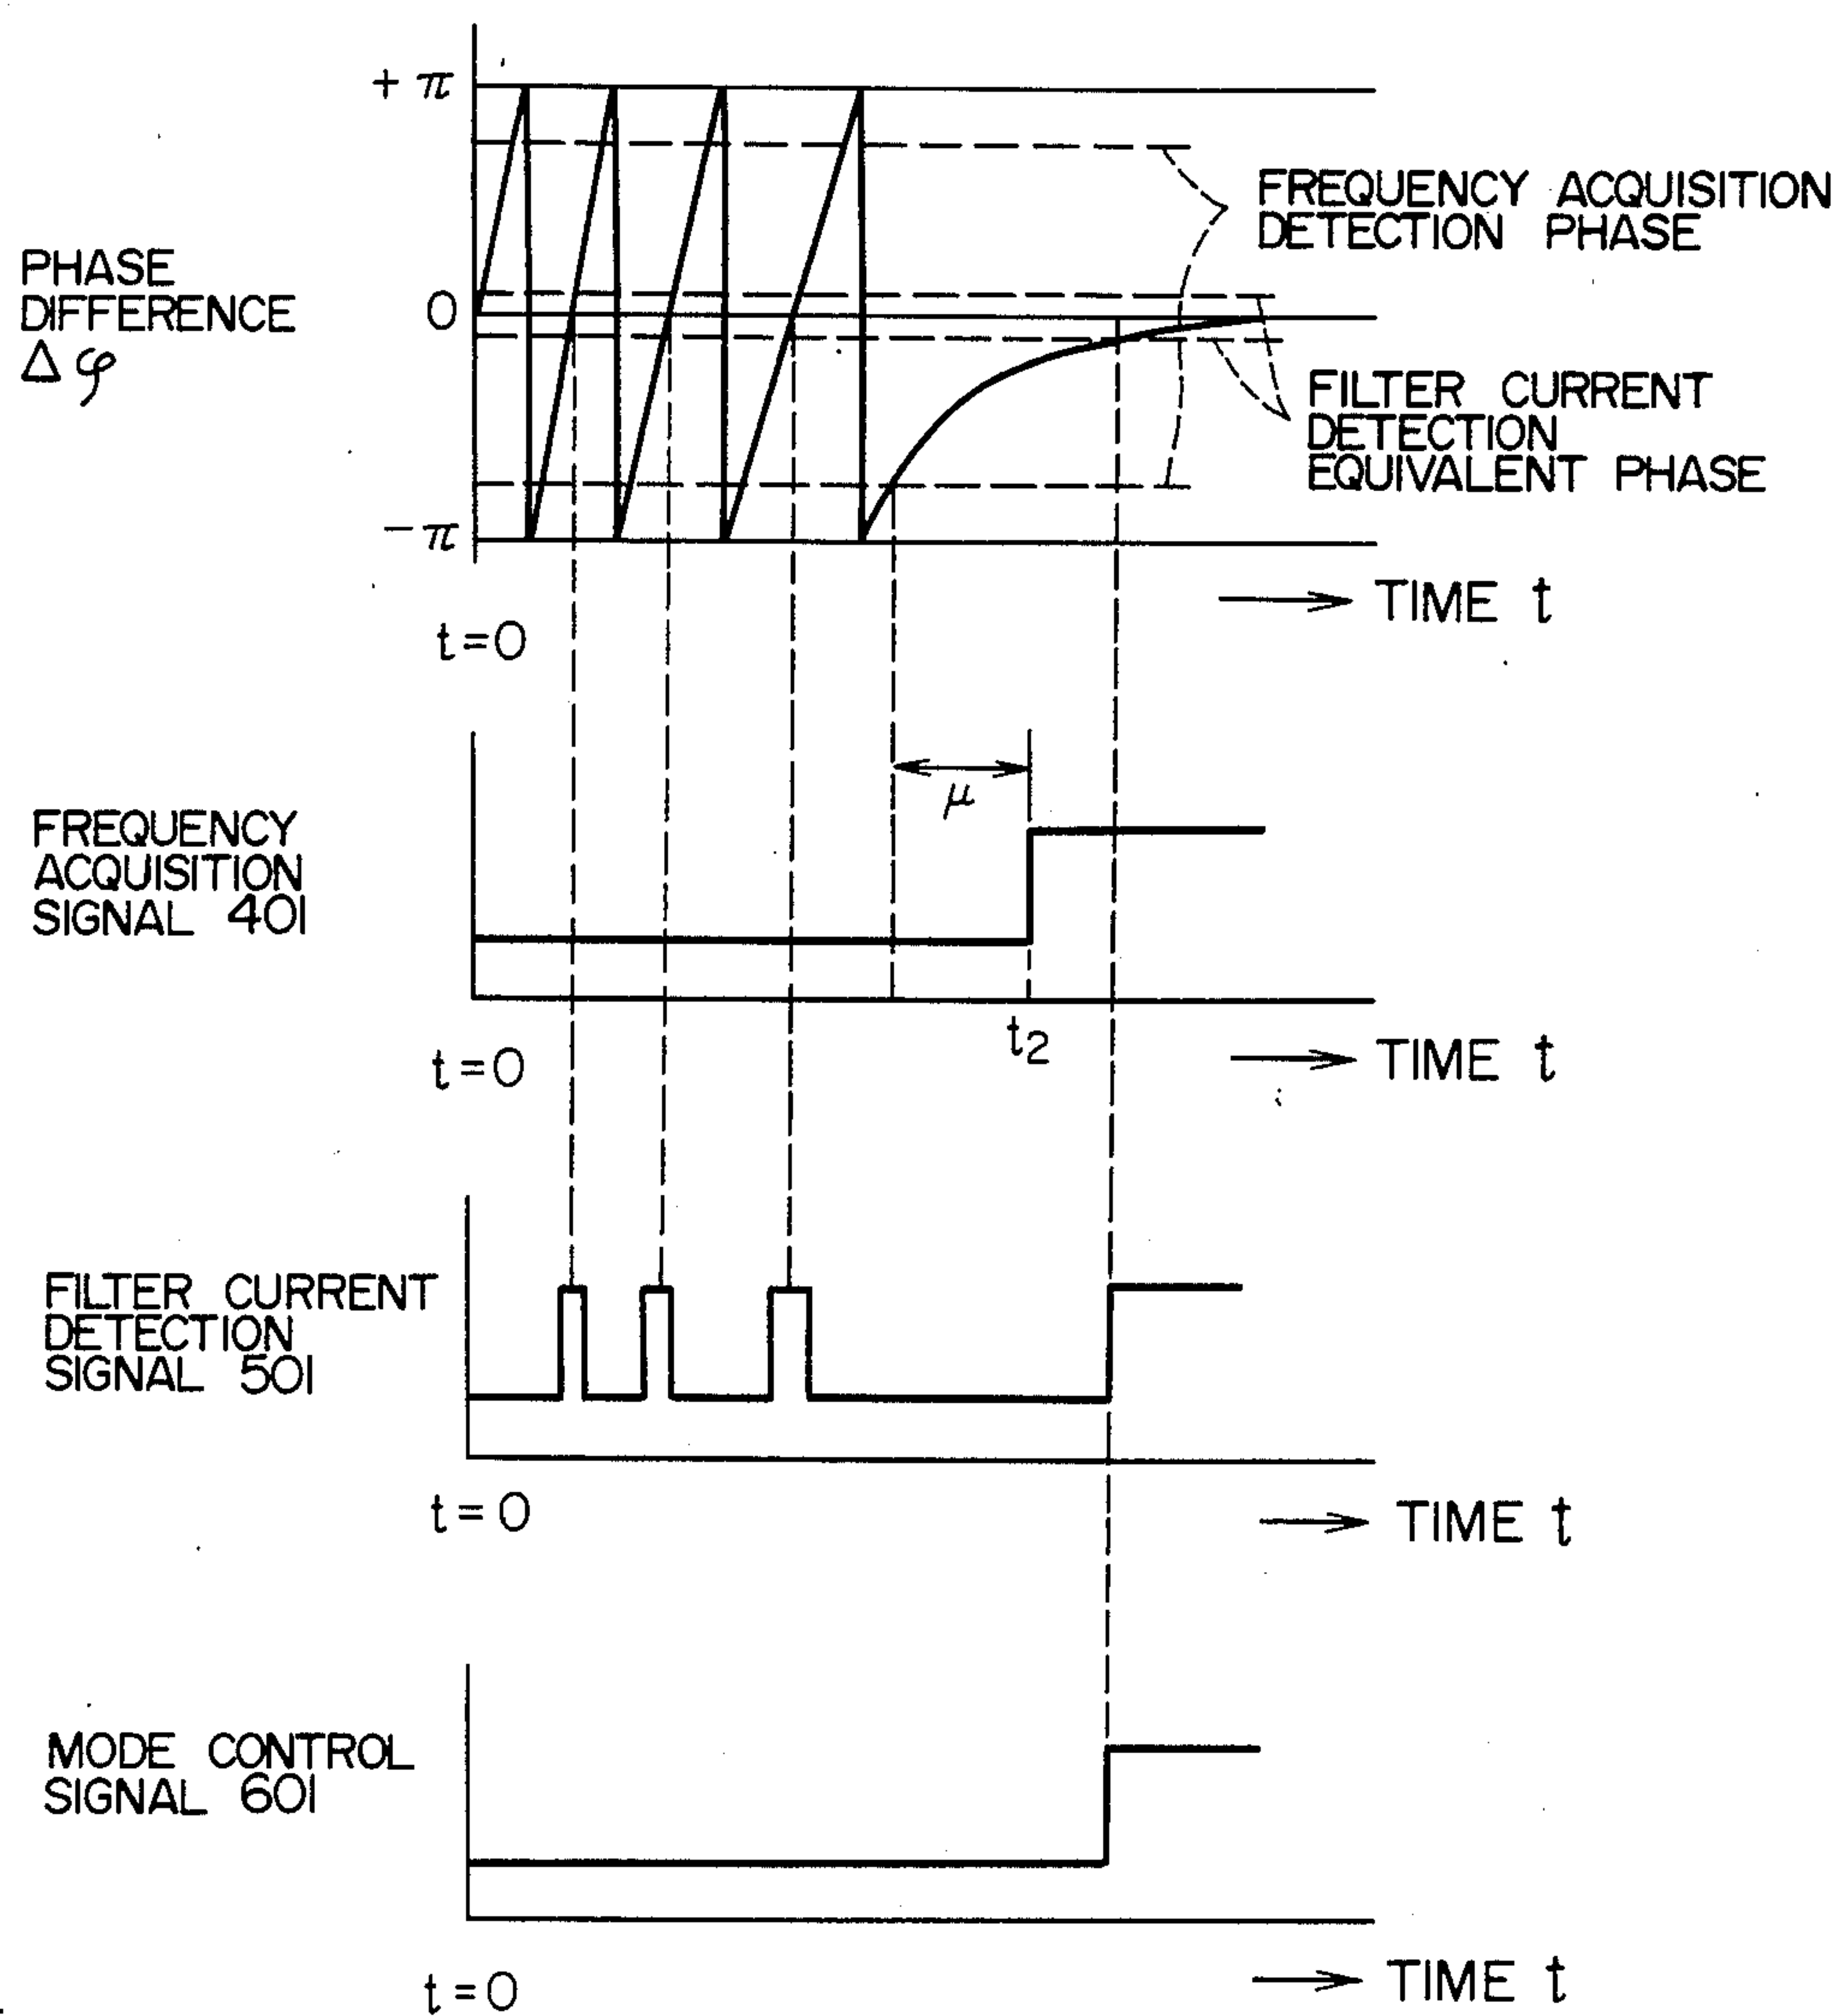 +π
FREQUENCY ACQUISITION
DETECTION PHASE
PHASE
DIFFERENCE
Δφ
0
FILTER CURRENT
DETECTION
EQUIVALENT PHASE
−π
TIME t
t=0
μ
FREQUENCY
ACQUISITION
SIGNAL 401
t2
t=0
TIME t
FILTER CURRENT
DETECTION
SIGNAL 501
t=0
TIME t
MODE CONTROL
SIGNAL 601
t=0
TIME t